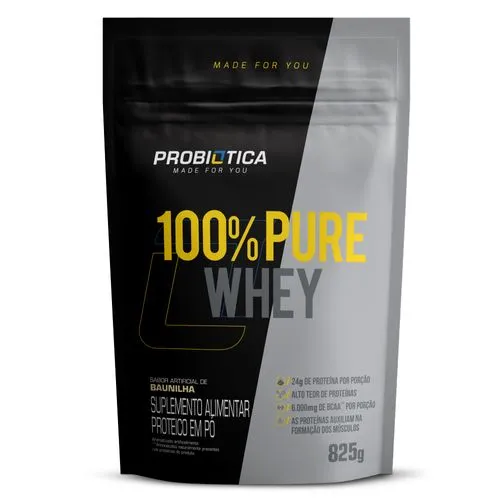 MADE FOR YOU
PROBIOTICA
MADE FOR YOU
100% PURE
WHEY
SABOR ARTIFICIAL DE
BAUNILHA
SUPLEMENTO ALIMENTAR
PROTEICO EM PÓ
24g DE PROTEÍNA POR PORÇÃO
ALTO TEOR DE PROTEÍNAS
6.000mg DE BCAA POR PORÇÃO
AS PROTEÍNAS AUXILIAM NA
FORMAÇÃO DOS MÚSCULOS
825g